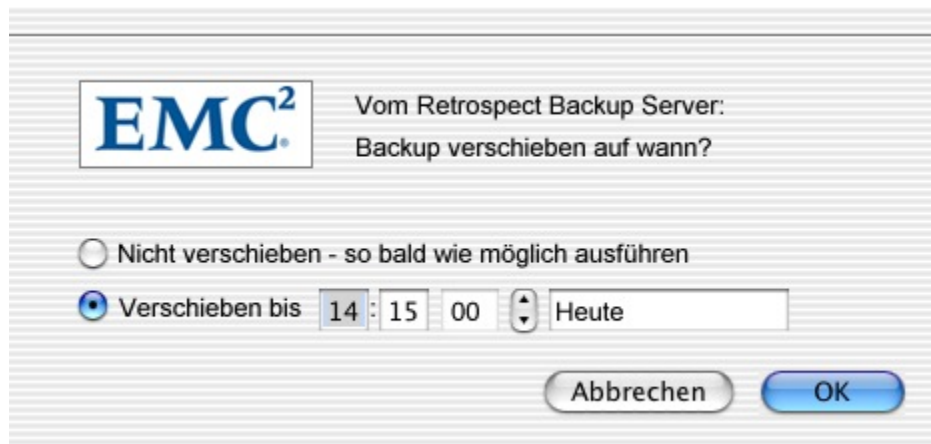 EMC²
Vom Retrospect Backup Server:
Backup verschieben auf wann?
Nicht verschieben - so bald wie möglich ausführen
Verschieben bis 14:15 00 Heute
Abbrechen OK